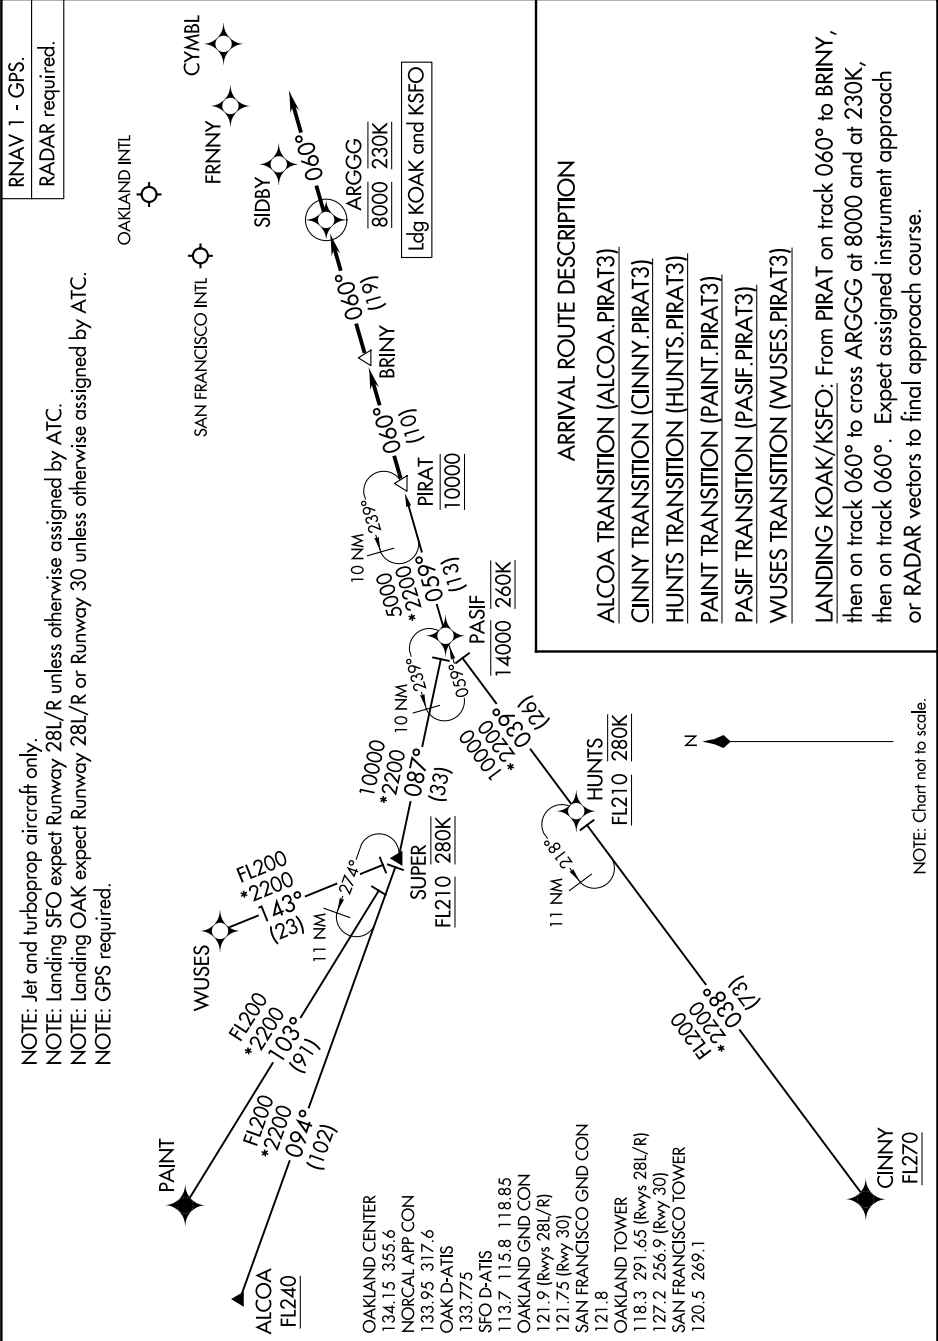 RNAV 1 - GPS.
RADAR required.
NOTE: Jet and turboprop aircraft only.
NOTE: Landing SFO expect Runway 28L/R unless otherwise assigned by ATC.
NOTE: Landing OAK expect Runway 28L/R or Runway 30 unless otherwise assigned by ATC.
NOTE: GPS required.
OAKLAND INTL
SAN FRANCISCO INTL
CYMBL
FRNNY
SIDBY
060°
ARGGG
8000 230K
Ldg KOAK and KSFO
060°
(19)
BRINY
060°
(10)
PIRAT
10000
10 NM
239°
5000
*2200
059°
(13)
PASIF
14000 260K
10 NM
239°
059°
10000
*2200
087°
(33)
SUPER
FL210 280K
11 NM
274°
WUSES
FL200
*2200
143°
(23)
PAINT
FL200
*2200
103°
(91)
ALCOA
FL240
FL200
*2200
094°
(102)
10000
*2200
039°
(26)
HUNTS
FL210 280K
11 NM
218°
FL200
*2200
038°
(73)
CINNY
FL270
OAKLAND CENTER
134.15 355.6
NORCAL APP CON
133.95 317.6
OAK D-ATIS
133.775
SFO D-ATIS
113.7 115.8 118.85
OAKLAND GND CON
121.9 (Rwys 28L/R)
121.75 (Rwy 30)
SAN FRANCISCO GND CON
121.8
OAKLAND TOWER
118.3 291.65 (Rwys 28L/R)
127.2 256.9 (Rwy 30)
SAN FRANCISCO TOWER
120.5 269.1
N
NOTE: Chart not to scale.
ARRIVAL ROUTE DESCRIPTION
ALCOA TRANSITION (ALCOA.PIRAT3)
CINNY TRANSITION (CINNY.PIRAT3)
HUNTS TRANSITION (HUNTS.PIRAT3)
PAINT TRANSITION (PAINT.PIRAT3)
PASIF TRANSITION (PASIF.PIRAT3)
WUSES TRANSITION (WUSES.PIRAT3)
LANDING KOAK/KSFO: From PIRAT on track 060° to BRINY,
then on track 060° to cross ARGGG at 8000 and at 230K,
then on track 060°. Expect assigned instrument approach
or RADAR vectors to final approach course.